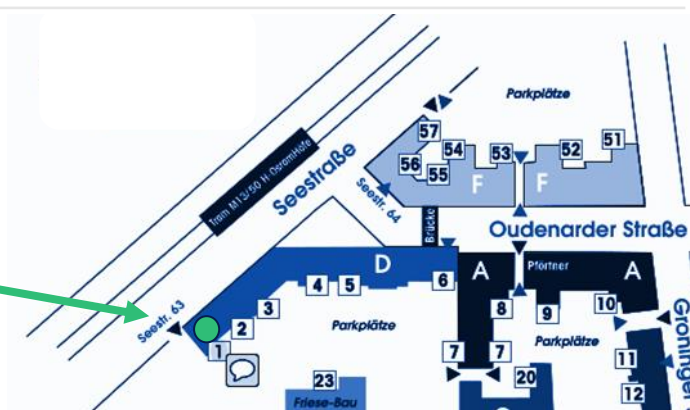 Parkplätze
57
54
53
52
51
56
55
F
F
Tram M13/50 H-OsramHöfe
Seestraße
Seestr. 64
Brücke
Oudenarder Straße
D
A
Pförtner
A
4
5
6
3
2
1
Seestr. 63
Parkplätze
8
9
10
7
7
Parkplätze
11
12
20
23
Friese-Bau
Groninger